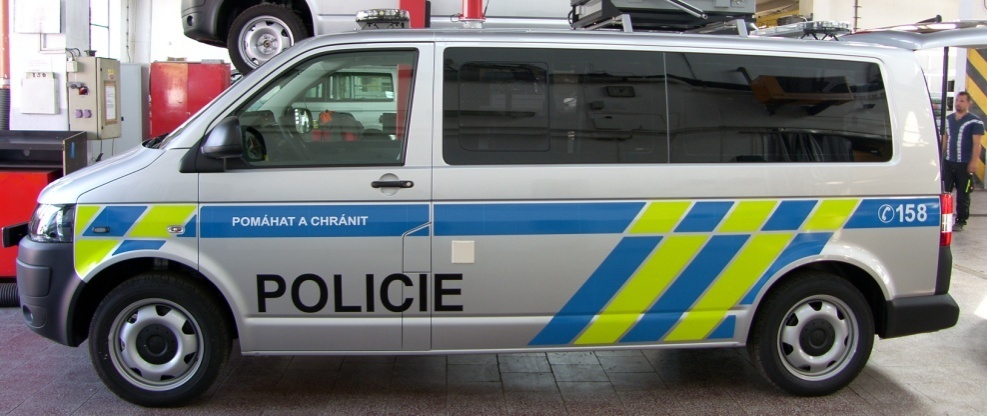 POMÁHAT A CHRÁNIT
158
POLICIE